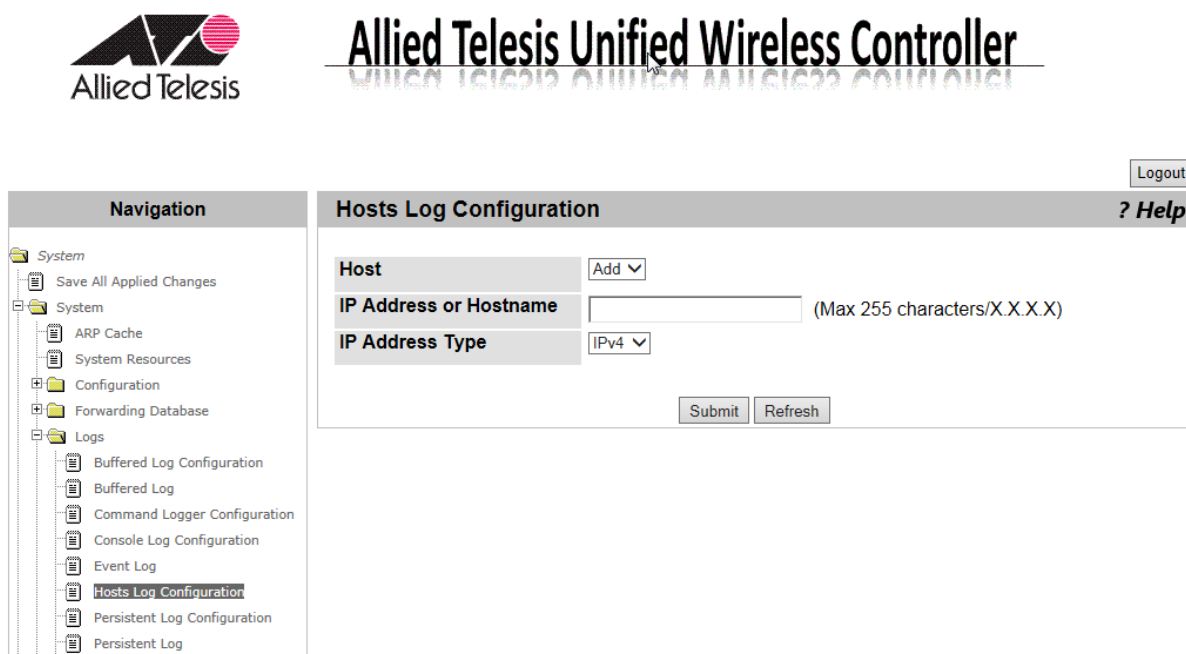 Allied Telesis
Allied Telesis Unified Wireless Controller
Logout
Navigation
System
Save All Applied Changes
System
ARP Cache
System Resources
Configuration
Forwarding Database
Logs
Buffered Log Configuration
Buffered Log
Command Logger Configuration
Console Log Configuration
Event Log
Hosts Log Configuration
Persistent Log Configuration
Persistent Log
Hosts Log Configuration ? Help
Host Add
IP Address or Hostname (Max 255 characters/X.X.X.X)
IP Address Type IPv4
Submit Refresh